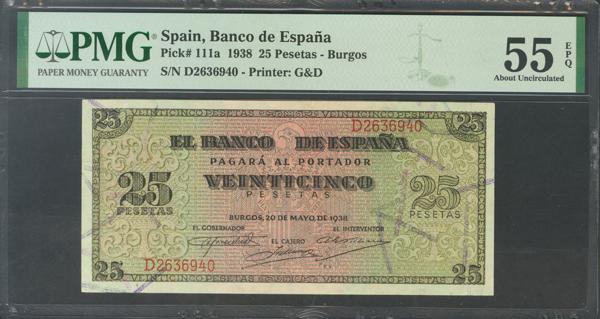 PMG
PAPER MONEY GUARANTY
Spain, Banco de España
Pick# 111a 1938 25 Pesetas - Burgos
S/N D2636940 - Printer: G&D
55 EPQ
About Uncirculated
25
25
D2636940
EL BANCO DE ESPAÑA
PAGARÁ AL PORTADOR
VEINTICINCO
PESETAS
25 PESETAS
25 PESETAS
BURGOS, 20 DE MAYO DE 1938
EL GOBERNADOR
EL CAJERO
EL INTERVENTOR
D2636940
25
25